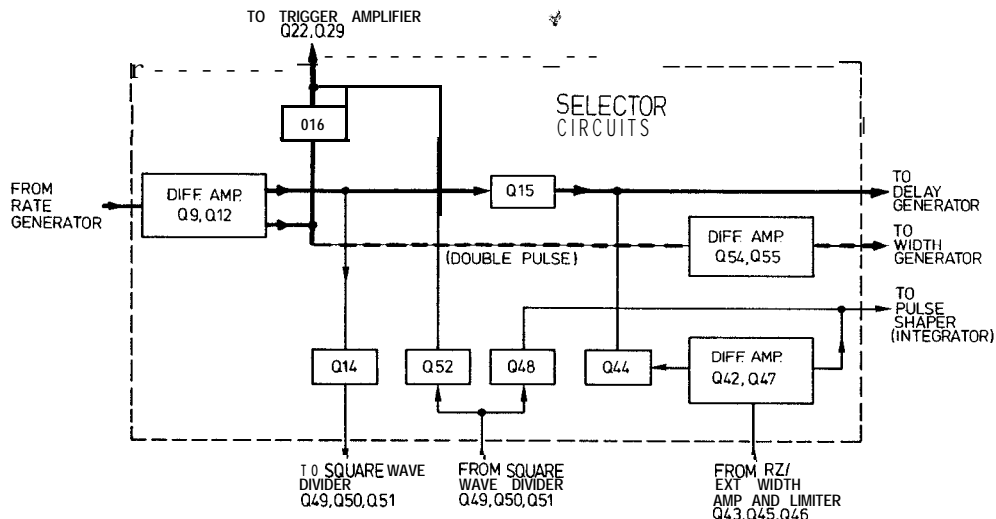 TO TRIGGER AMPLIFIER
Q22,Q29
SELECTOR
CIRCUITS
016
FROM
RATE
GENERATOR
DIFF. AMP.
Q9,Q12
Q15
TO
DELAY
GENERATOR
DIFF. AMP.
Q54,Q55
TO
WIDTH
GENERATOR
(DOUBLE PULSE)
TO
PULSE
SHAPER
(INTEGRATOR)
Q14
Q52
Q48
Q44
DIFF. AMP.
Q42, Q47
TO SQUARE WAVE
DIVIDER
Q49,Q50,Q51
FROM SQUARE
WAVE DIVIDER
Q49,Q50,Q51
FROM RZ/
EXT WIDTH
AMP AND LIMITER
Q43,Q45,Q46